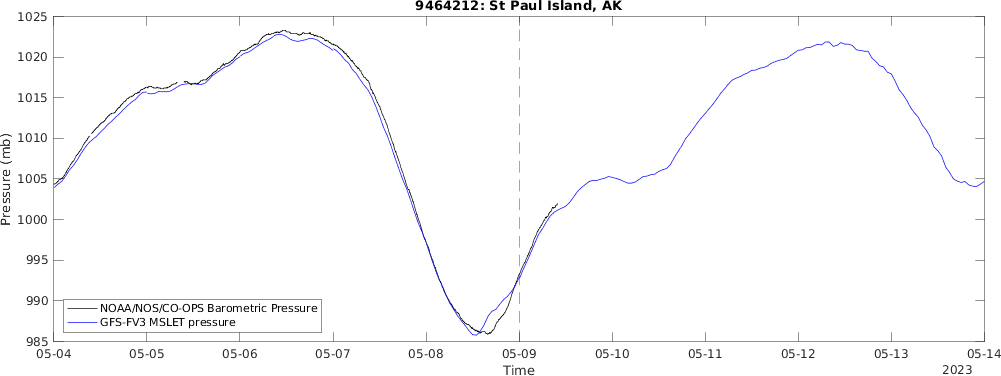 9464212: St Paul Island, AK
1025
1020
1015
1010
1005
1000
995
990
985
Pressure (mb)
NOAA/NOS/CO-OPS Barometric Pressure
GFS-FV3 MSLET pressure
05-04 05-05 05-06 05-07 05-08 05-09 05-10 05-11 05-12 05-13 05-14
Time
2023